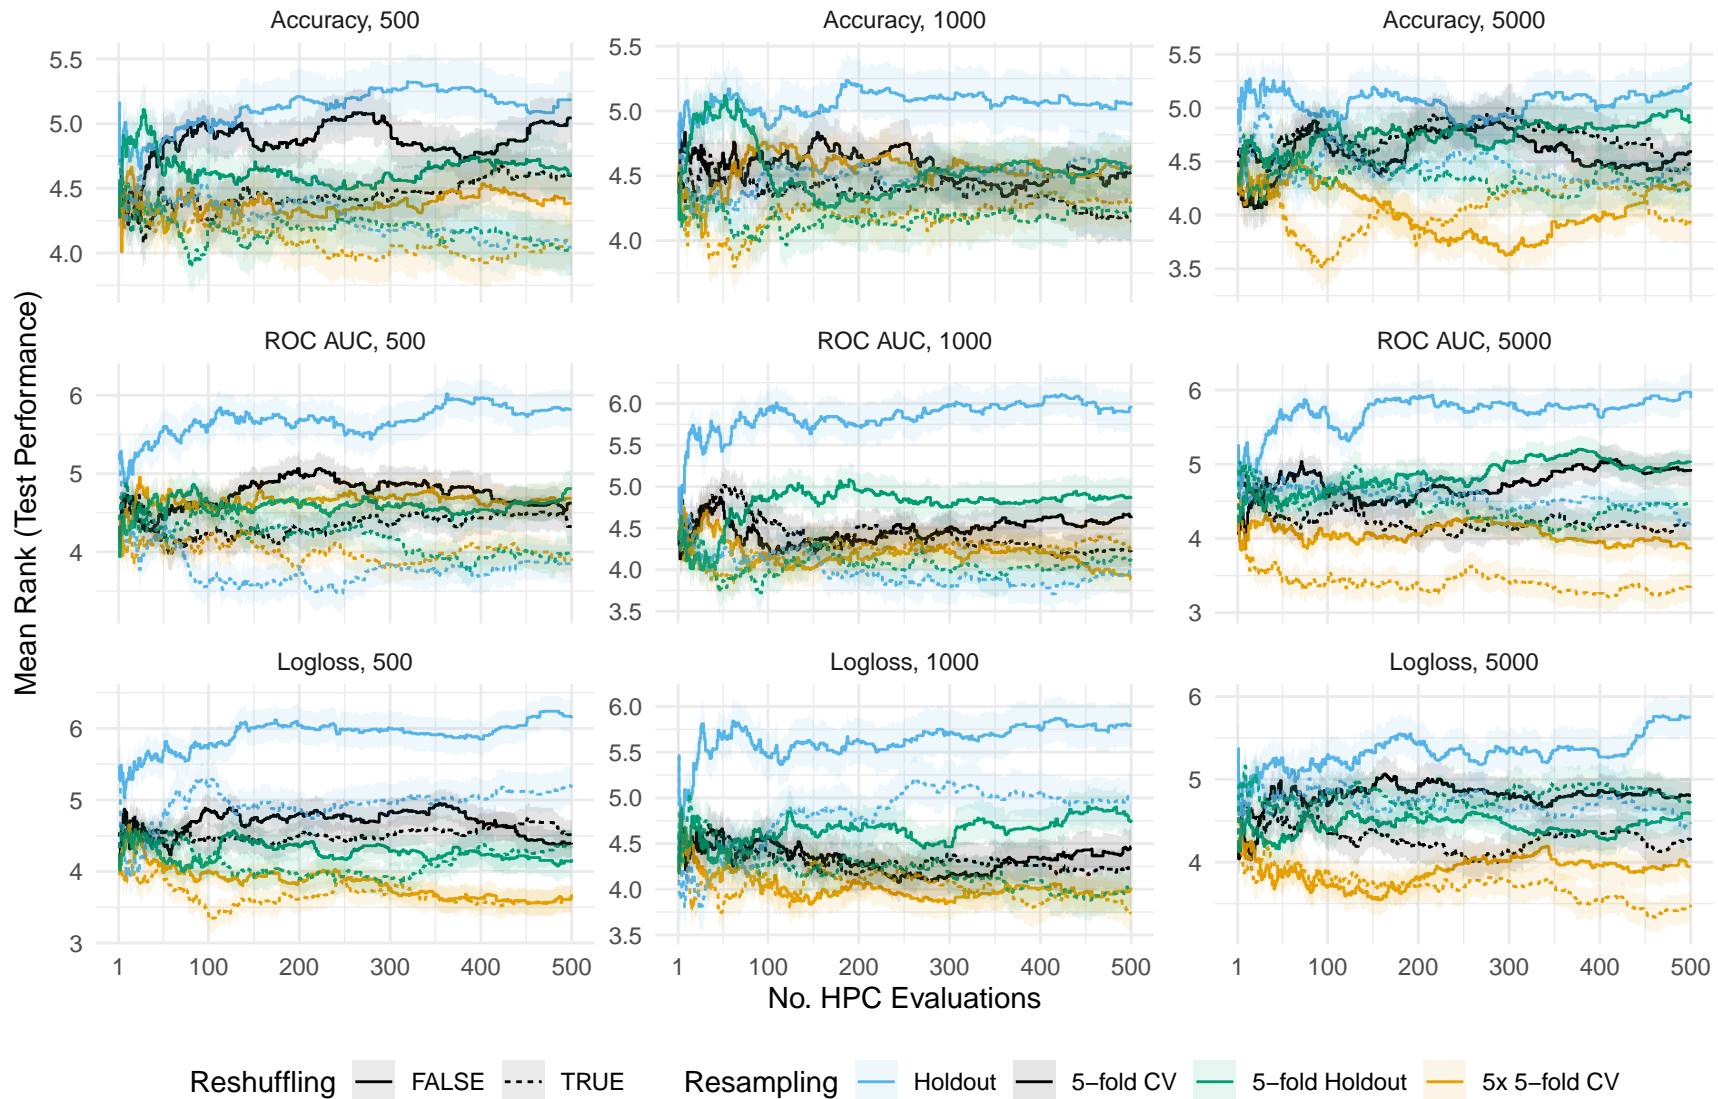 Accuracy, 500
Accuracy, 1000
Accuracy, 5000
5.5
5.0
4.5
4.0
5.5
5.0
4.5
4.0
5.5
5.0
4.5
4.0
3.5
ROC AUC, 500
ROC AUC, 1000
ROC AUC, 5000
6
5
4
6.0
5.5
5.0
4.5
4.0
3.5
6
5
4
3
Logloss, 500
Logloss, 1000
Logloss, 5000
6
5
4
3
6.0
5.5
5.0
4.5
4.0
3.5
6
5
4
1 100 200 300 400 500
1 100 200 300 400 500
1 100 200 300 400 500
Mean Rank (Test Performance)
No. HPC Evaluations
Reshuffling FALSE TRUE Resampling Holdout 5−fold CV 5−fold Holdout 5x 5−fold CV